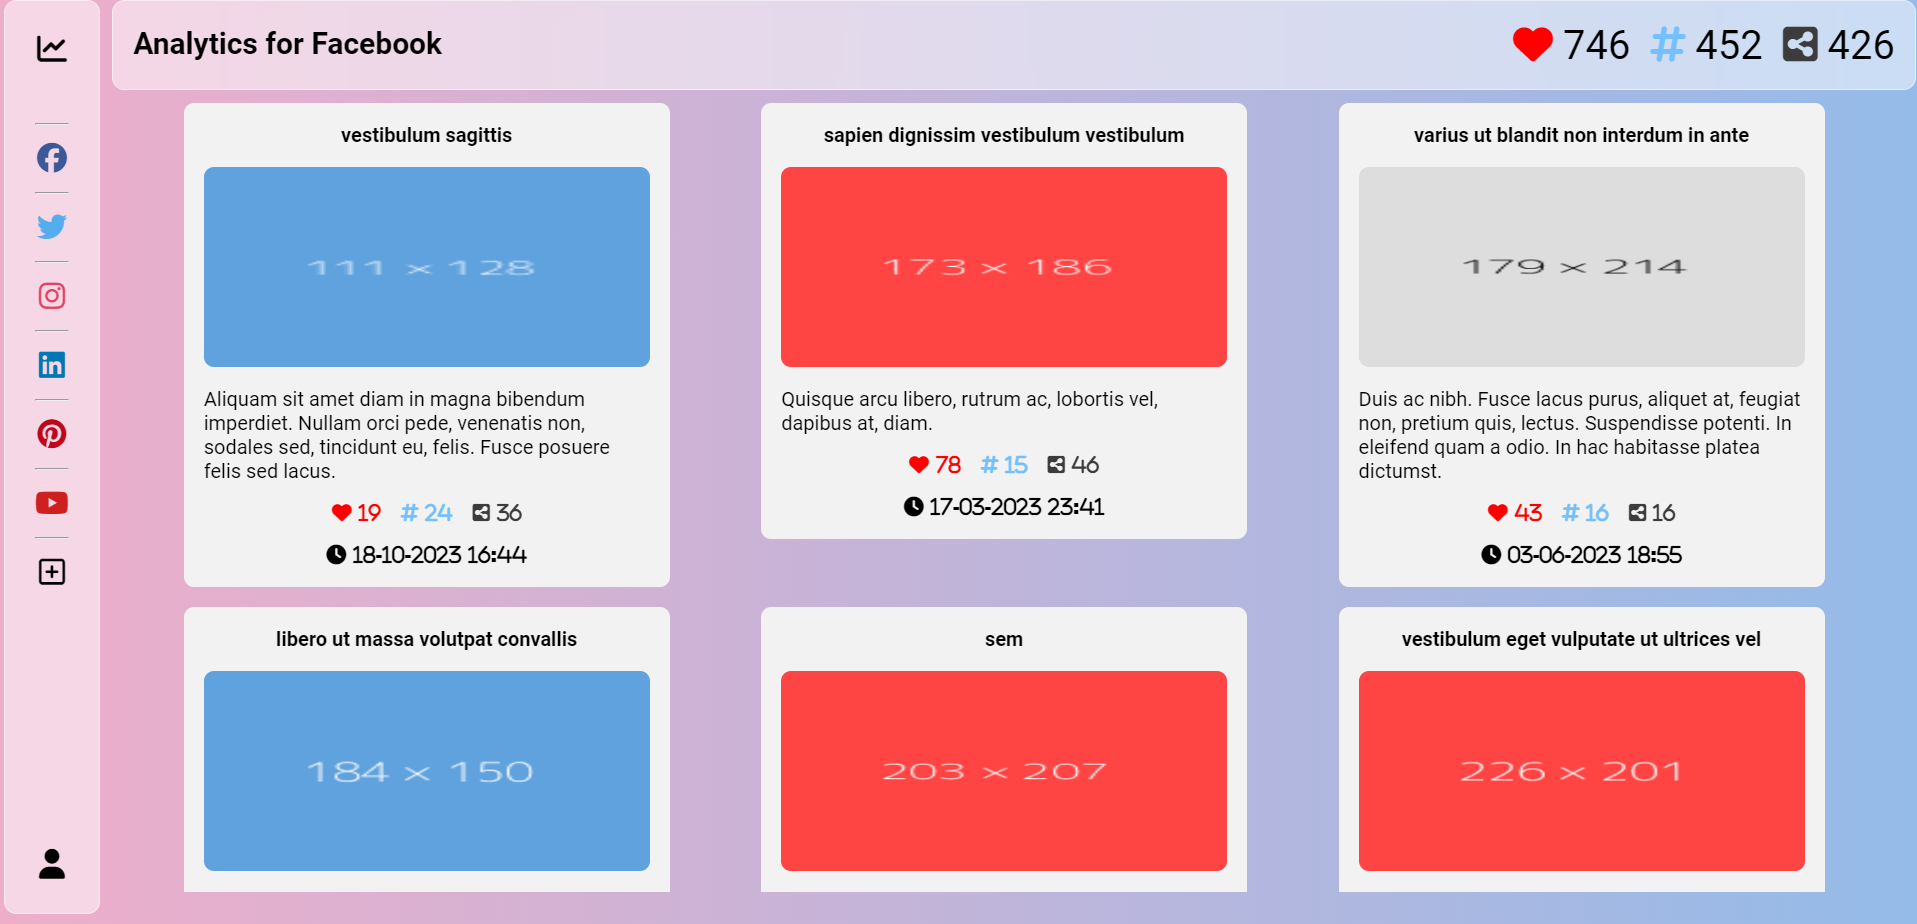 Analytics for Facebook
746 # 452 426
vestibulum sagittis
111 × 128
Aliquam sit amet diam in magna bibendum
imperdiet. Nullam orci pede, venenatis non,
sodales sed, tincidunt eu, felis. Fusce posuere
felis sed lacus.
19 # 24 36
18-10-2023 16:44
sapien dignissim vestibulum vestibulum
173 × 186
Quisque arcu libero, rutrum ac, lobortis vel,
dapibus at, diam.
78 # 15 46
17-03-2023 23:41
varius ut blandit non interdum in ante
179 × 214
Duis ac nibh. Fusce lacus purus, aliquet at, feugiat
non, pretium quis, lectus. Suspendisse potenti. In
eleifend quam a odio. In hac habitasse platea
dictumst.
43 # 16 16
03-06-2023 18:55
libero ut massa volutpat convallis
184 × 150
sem
203 × 207
vestibulum eget vulputate ut ultrices vel
226 × 201